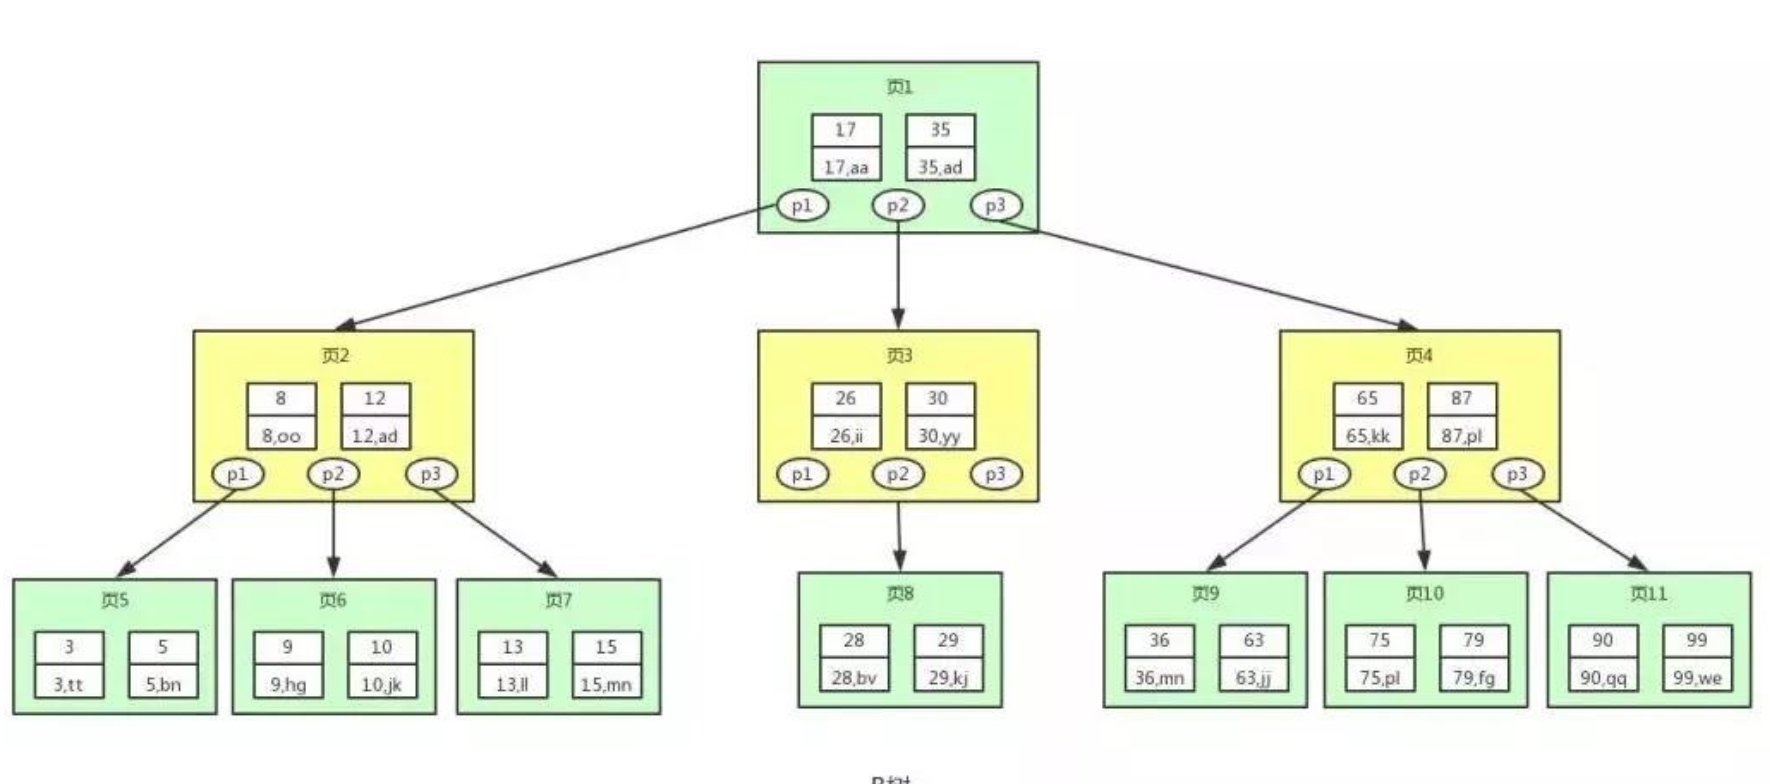 页1
17 35
17,aa 35,ad
p1 p2 p3
页2 页3 页4
8 12 26 30 65 87
8,oo 12,ad 26,ii 30,yy 65,kk 87,pl
p1 p2 p3 p1 p2 p3 p1 p2 p3
页5 页6 页7 页8 页9 页10 页11
3 5 9 10 13 15 28 29 36 63 75 79 90 99
3,tt 5,bn 9,hg 10,jk 13,ll 15,mn 28,bv 29,kj 36,mn 63,jj 75,pl 79,fg 90,qq 99,we